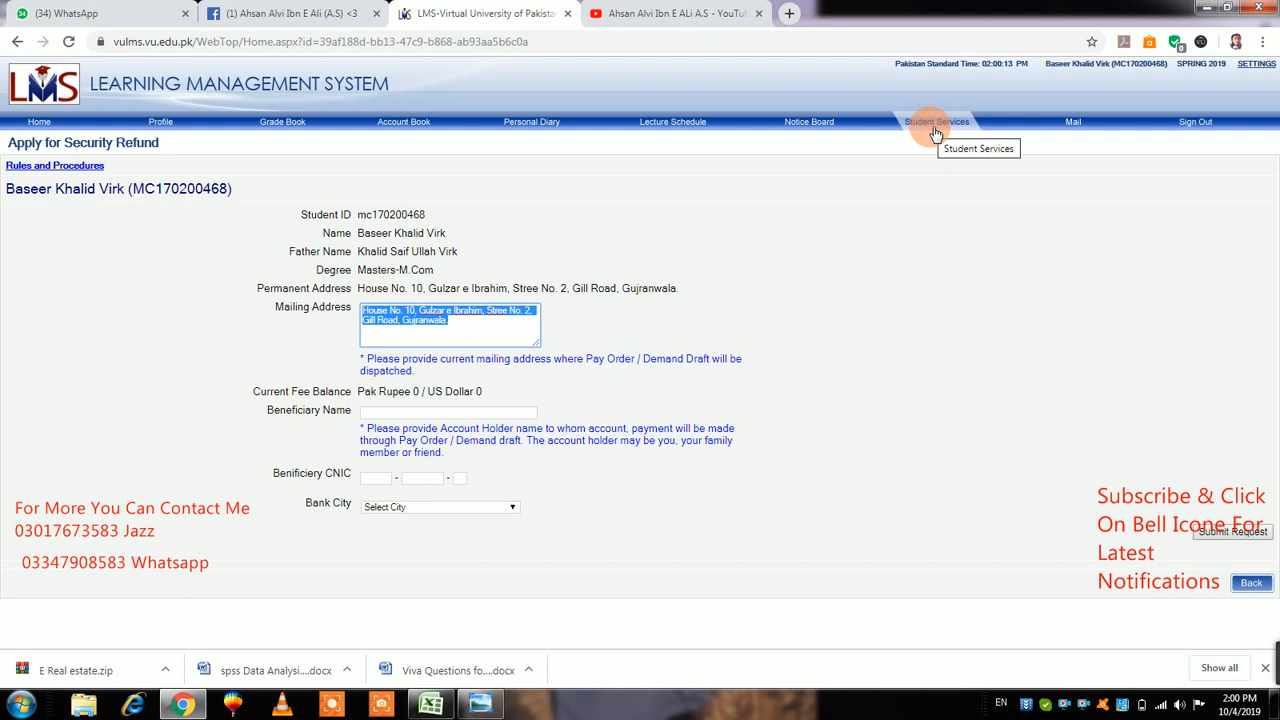 (34) WhatsApp
(1) Ahsan Alvi Ibn E Ali (A.S) <3
LMS-Virtual University of Pakista
Ahsan Alvi Ibn E ALi A.S - YouTu
vulms.vu.edu.pk/WebTop/Home.aspx?id=39af188d-bb13-47c9-b868-ab93aa5b6c0a
Pakistan Standard Time: 02:00:13 PM Baseer Khalid Virk (MC170200468) SPRING 2019 SETTINGS
LMS LEARNING MANAGEMENT SYSTEM
Home Profile Grade Book Account Book Personal Diary Lecture Schedule Notice Board Student Services Mail Sign Out
Student Services
Apply for Security Refund
Rules and Procedures
Baseer Khalid Virk (MC170200468)
Student ID mc170200468
Name Baseer Khalid Virk
Father Name Khalid Saif Ullah Virk
Degree Masters-M.Com
Permanent Address House No. 10, Gulzar e Ibrahim, Stree No. 2, Gill Road, Gujranwala.
Mailing Address House No. 10, Gulzar e Ibrahim, Stree No. 2,
Gill Road, Gujranwala.
* Please provide current mailing address where Pay Order / Demand Draft will be
dispatched.
Current Fee Balance Pak Rupee 0 / US Dollar 0
Beneficiary Name
* Please provide Account Holder name to whom account, payment will be made
through Pay Order / Demand draft. The account holder may be you, your family
member or friend.
Benificiery CNIC - -
Bank City Select City
For More You Can Contact Me
03017673583 Jazz
03347908583 Whatsapp
Subscribe & Click
On Bell Icone For
Latest
Notifications
Submit Request
Back
E Real estate.zip
spss Data Analysi....docx
Viva Questions fo....docx
Show all
EN
2:00 PM
10/4/2019